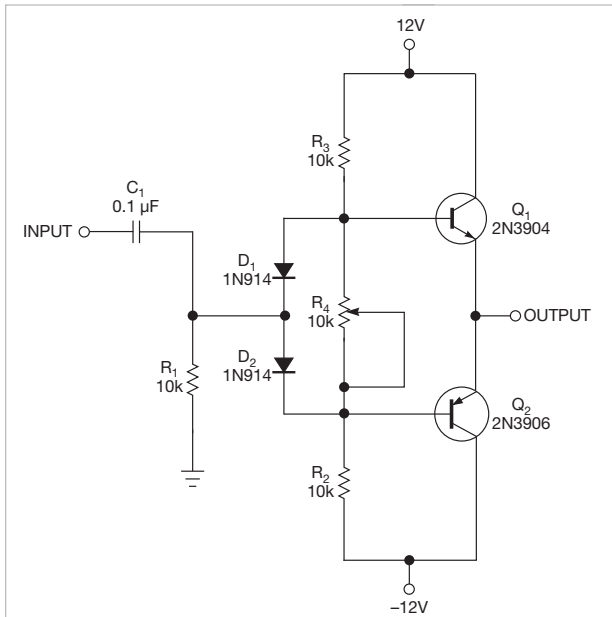 12V
R3
10k
C1
0.1 µF
INPUT
Q1
2N3904
D1
1N914
R4
10k
OUTPUT
D2
1N914
R1
10k
Q2
2N3906
R2
10k
–12V